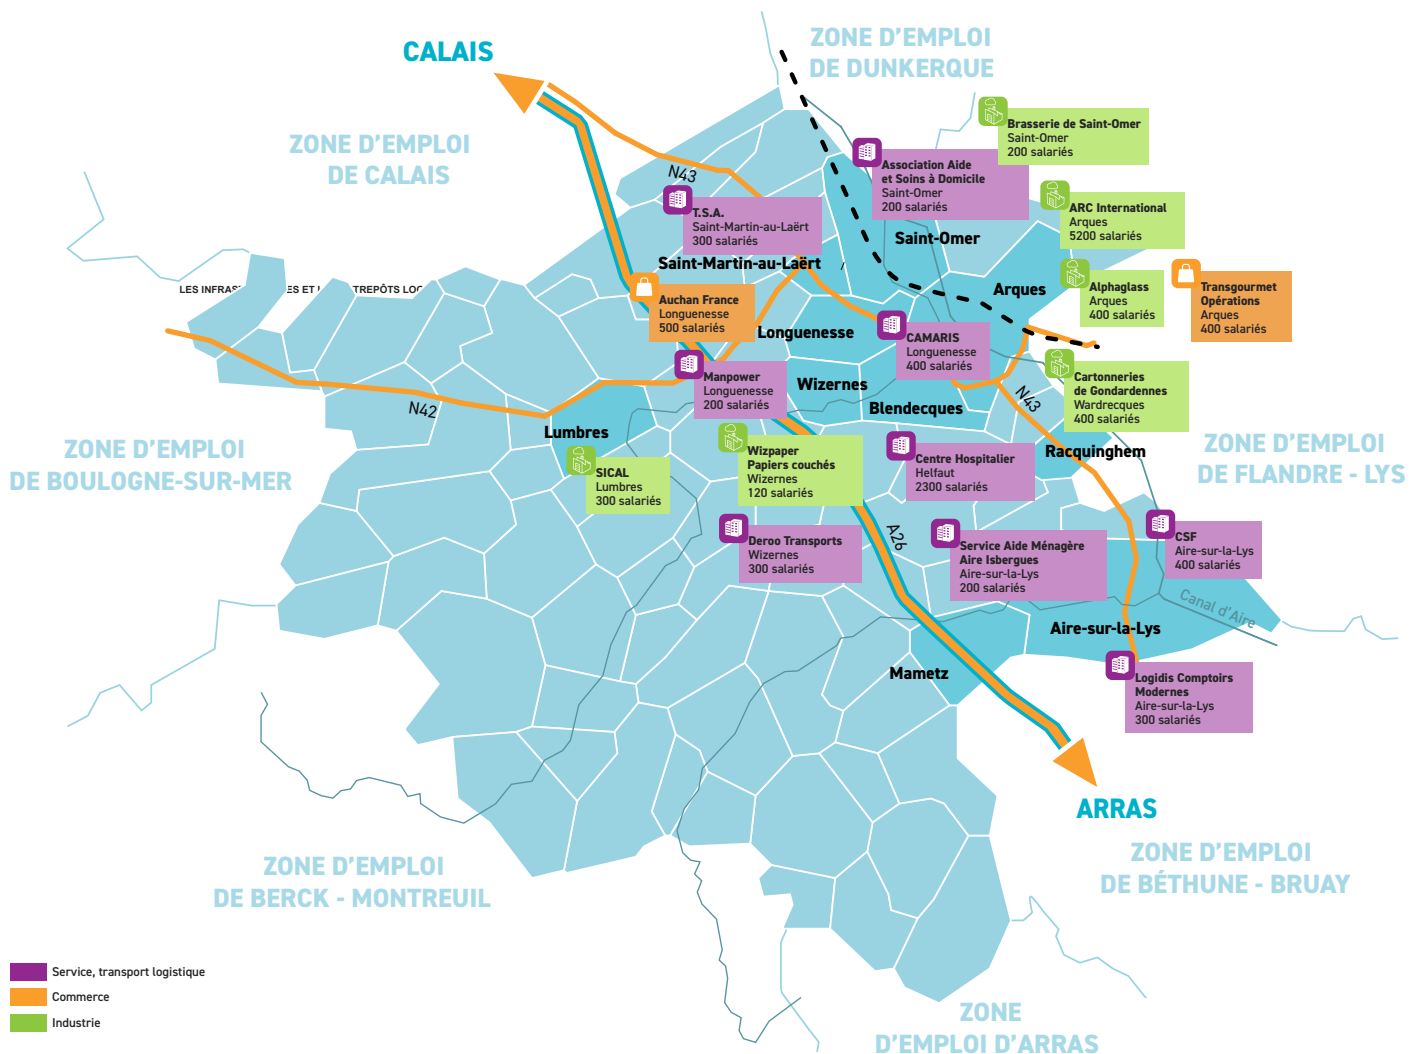 CALAIS
ZONE D'EMPLOI
DE DUNKERQUE
ZONE D'EMPLOI
DE CALAIS
Brasserie de Saint-Omer
Saint-Omer
200 salariés
Association Aide
et Soins à Domicile
Saint-Omer
200 salariés
N43
T.S.A.
Saint-Martin-au-Laërt
300 salariés
ARC International
Arques
5200 salariés
Saint-Omer
Saint-Martin-au-Laërt
LES INFRAS
ES ET
TREPÔTS LO
Auchan France
Longuenesse
500 salariés
Arques
Alphaglass
Arques
400 salariés
Transgourmet
Opérations
Arques
400 salariés
Longuenesse
CAMARIS
Longuenesse
400 salariés
Manpower
Longuenesse
200 salariés
Wizernes
Blendecques
N43
Cartonneries
de Gondardennes
Wardrecques
400 salariés
N42
Lumbres
ZONE D'EMPLOI
DE BOULOGNE-SUR-MER
SICAL
Lumbres
300 salariés
Wizpaper
Papiers couchés
Wizernes
120 salariés
Centre Hospitalier
Helfaut
2300 salariés
Racquinghem
ZONE D'EMPLOI
DE FLANDRE - LYS
Deroo Transports
Wizernes
300 salariés
A26
Service Aide Ménagère
Aire Isbergues
Aire-sur-la-Lys
200 salariés
CSF
Aire-sur-la-Lys
400 salariés
Canal d'Aire
Aire-sur-la-Lys
Mametz
Logidis Comptoirs
Modernes
Aire-sur-la-Lys
300 salariés
ARRAS
ZONE D'EMPLOI
DE BERCK - MONTREUIL
ZONE D'EMPLOI
DE BÉTHUNE - BRUAY
Service, transport logistique
Commerce
Industrie
ZONE
D'EMPLOI D'ARRAS